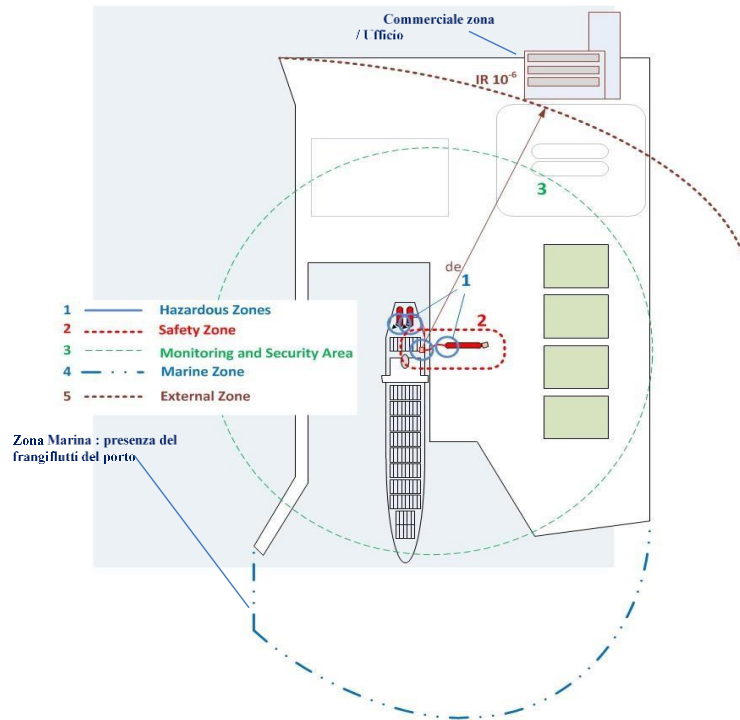 Commerciale zona
/ Ufficio
IR 10⁻⁶
3
de
1
2
1 Hazardous Zones
2 Safety Zone
3 Monitoring and Security Area
4 Marine Zone
5 External Zone
Zona Marina : presenza del
frangiflutti del porto